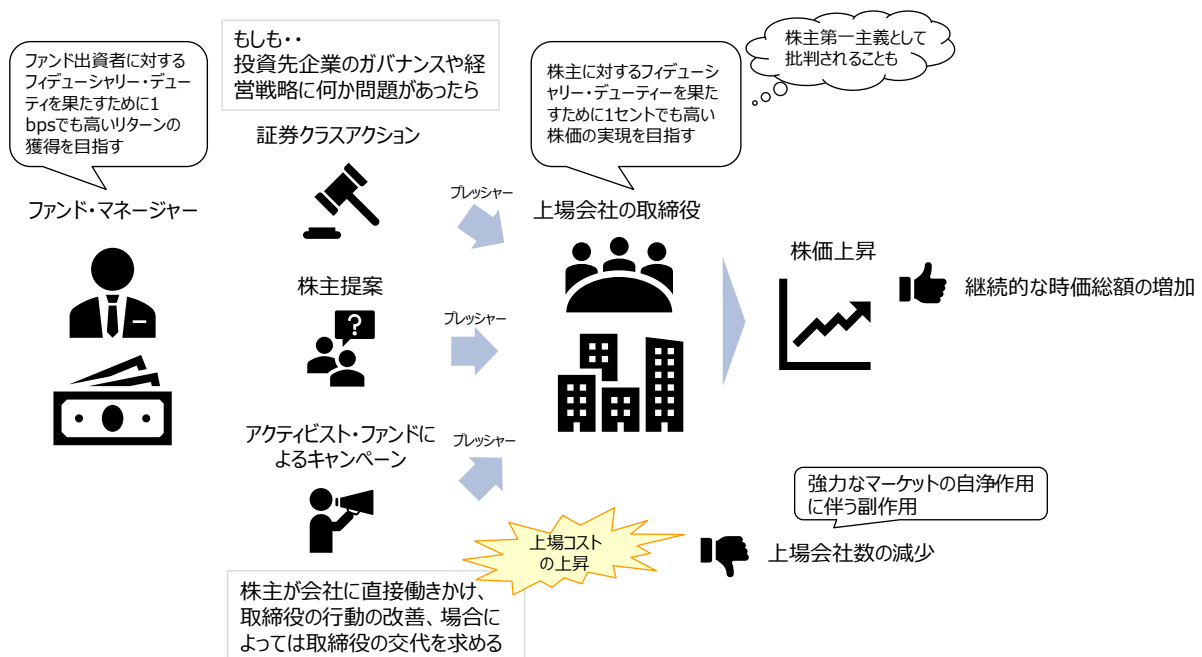 ファンド出資者に対する
フィデューシャリー・デュー
ティを果たすために1
bpsでも高いリターンの
獲得を目指す
ファンド・マネージャー
もしも・・
投資先企業のガバナンスや経
営戦略に何か問題があったら
証券クラスアクション
プレッシャー
株主提案
?
プレッシャー
アクティビスト・ファンドに
よるキャンペーン
プレッシャー
株主が会社に直接働きかけ、
取締役の行動の改善、場合に
よっては取締役の交代を求める
株主に対するフィデューシ
ャリー・デューティーを果た
すために1セントでも高い
株価の実現を目指す
株主第一主義として
批判されることも
上場会社の取締役
株価上昇
継続的な時価総額の増加
上場コスト
の上昇
強力なマーケットの自浄作用
に伴う副作用
上場会社数の減少